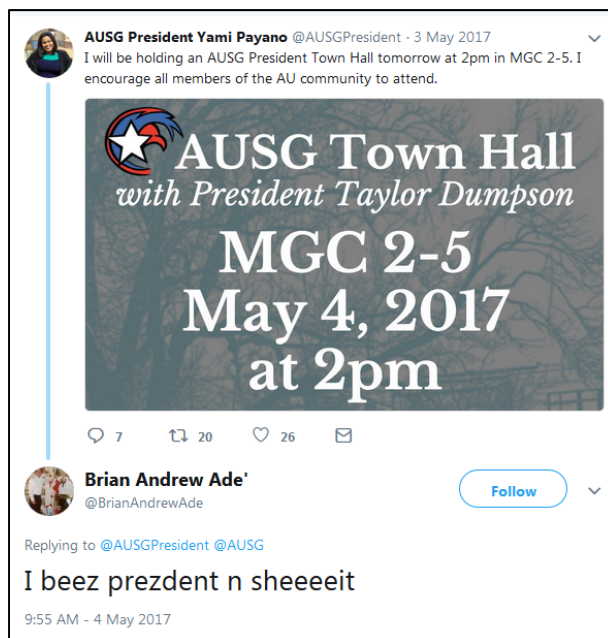 AUSG President Yami Payano @AUSGPresident · 3 May 2017
I will be holding an AUSG President Town Hall tomorrow at 2pm in MGC 2-5. I
encourage all members of the AU community to attend.
AUSG Town Hall
with President Taylor Dumpson
MGC 2-5
May 4, 2017
at 2pm
7 20 26
Brian Andrew Ade'
@BrianAndrewAde
Follow
Replying to @AUSGPresident @AUSG
I beez prezdent n sheeeeit
9:55 AM - 4 May 2017